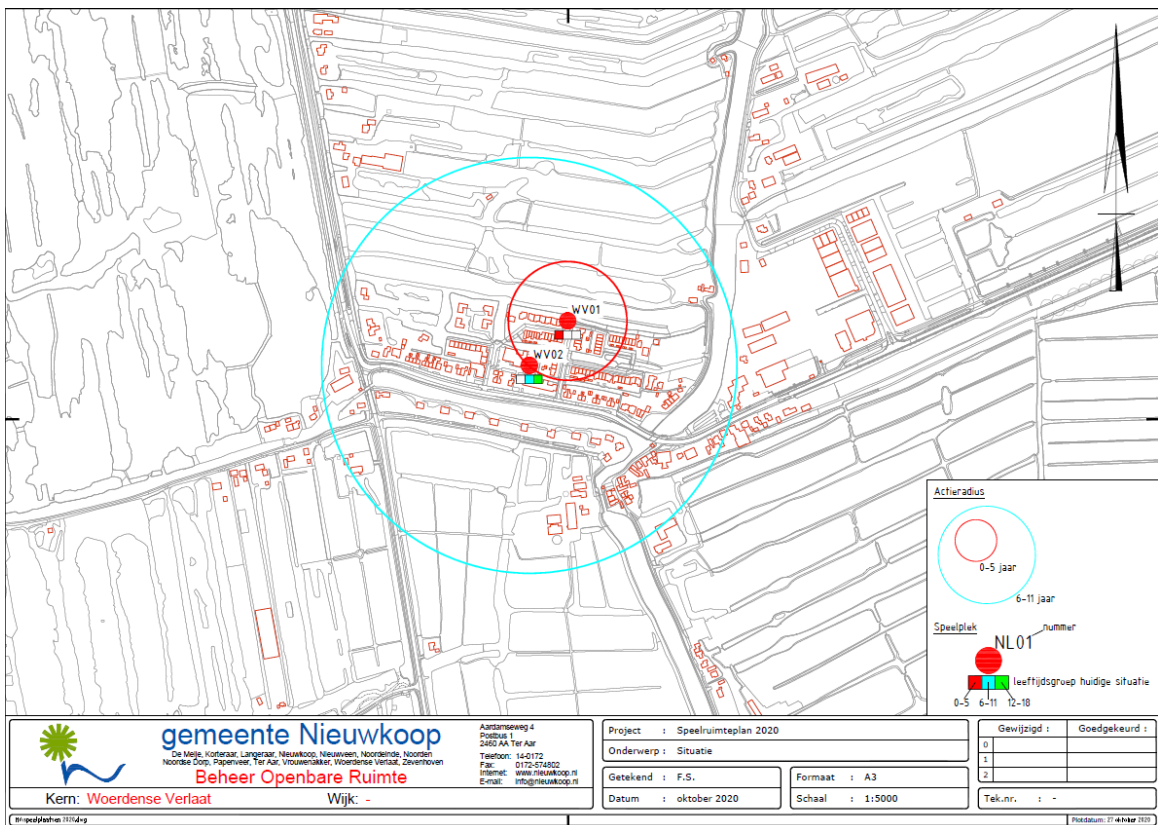 WV01
WV02
Actieradius
0-5 jaar
6-11 jaar
Speelplek
nummer
NL01
leeftijdsgroep huidige situatie
0-5 6-11 12-18
gemeente Nieuwkoop
De Meije, Korteraar, Langeraar, Nieuwkoop, Nieuwveen, Noordeinde, Noorden
Noordse Dorp, Papenveer, Ter Aar, Vrouwenakker, Woerdense Verlaat, Zevenhoven
Beheer Openbare Ruimte
Kern: Woerdense Verlaat Wijk: -
Aardamseweg 4
Postbus 1
2460 AA Ter Aar
Telefoon: 14-0172
Fax: 0172-574802
Internet: www.nieuwkoop.nl
E-mail: info@nieuwkoop.nl
Project : Speelruimteplan 2020
Onderwerp : Situatie
Getekend : F.S.
Datum : oktober 2020
Formaat : A3
Schaal : 1:5000
Gewijzigd : Goedgekeurd :
0
1
2
Tek.nr. : -
Plotdatum: 27 oktober 2020